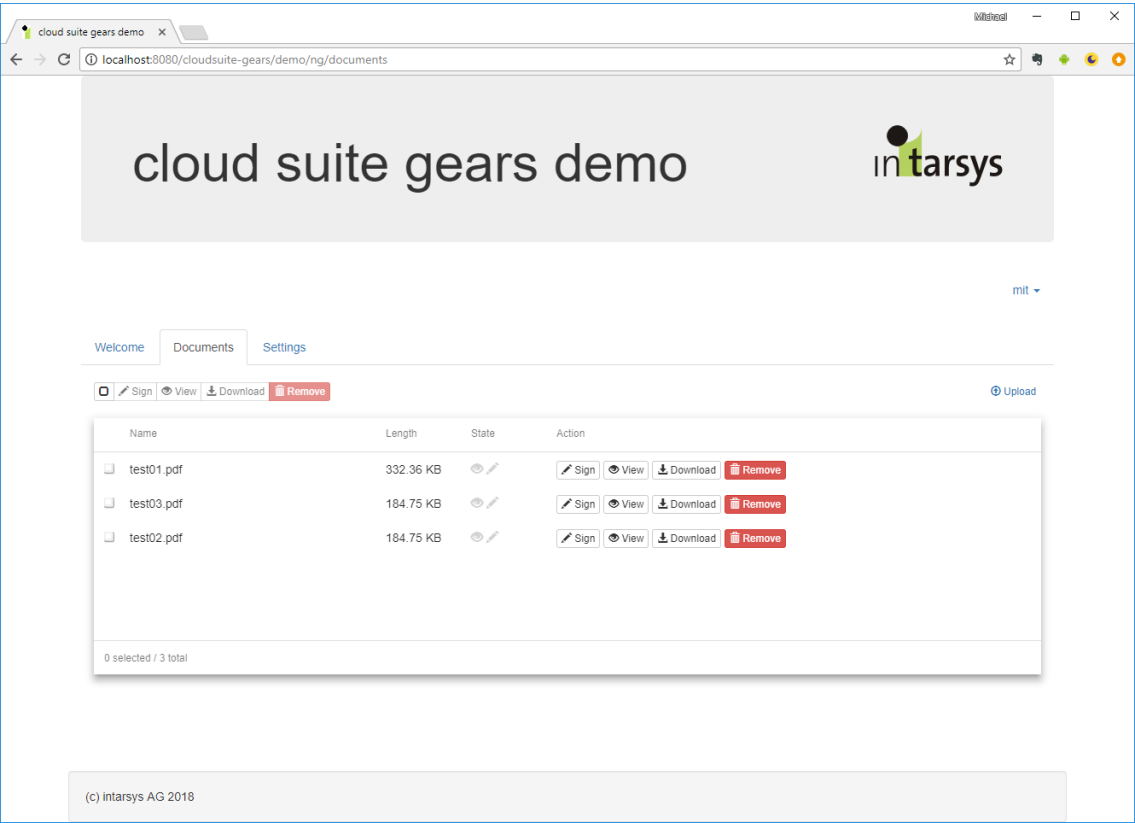 Michael
cloud suite gears demo
localhost:8080/cloudsuite-gears/demo/ng/documents
cloud suite gears demo
intarsys
mit
Welcome Documents Settings
Sign View Download Remove Upload
Name Length State Action
test01.pdf 332.36 KB Sign View Download Remove
test03.pdf 184.75 KB Sign View Download Remove
test02.pdf 184.75 KB Sign View Download Remove
0 selected / 3 total
(c) intarsys AG 2018